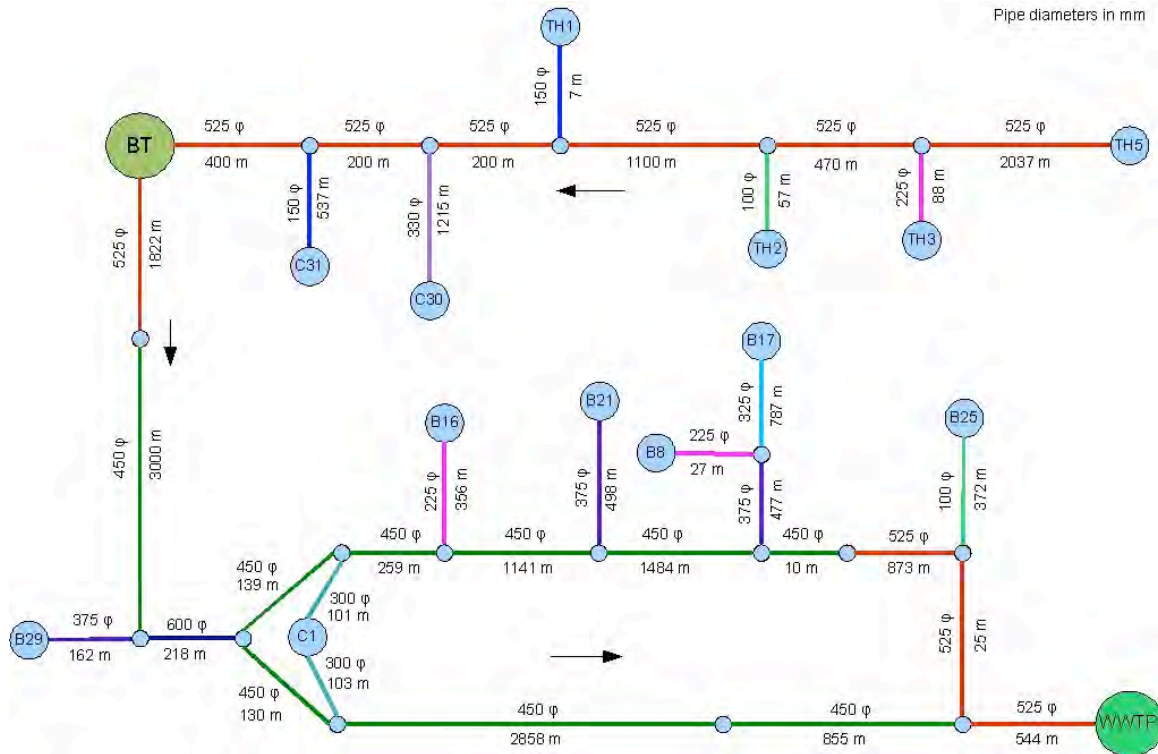 Pipe diameters in mm
TH1
150 φ
7 m
525 φ
525 φ
525 φ
525 φ
525 φ
525 φ
BT
TH5
400 m
200 m
200 m
1100 m
470 m
2037 m
150 φ
537 m
330 φ
1215 m
100 φ
57 m
225 φ
88 m
C31
C30
TH2
TH3
525 φ
1822 m
450 φ
3000 m
B17
325 φ
787 m
B16
225 φ
356 m
B21
375 φ
498 m
B8
225 φ
27 m
375 φ
477 m
B25
100 φ
372 m
450 φ
259 m
450 φ
1141 m
450 φ
1484 m
450 φ
10 m
525 φ
873 m
450 φ
139 m
300 φ
101 m
C1
300 φ
103 m
B29
375 φ
162 m
600 φ
218 m
450 φ
130 m
525 φ
25 m
450 φ
2858 m
450 φ
855 m
525 φ
544 m
WWTP